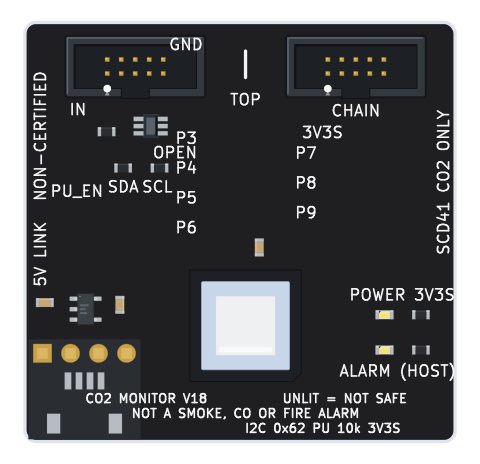 GND
IN
TOP
CHAIN
3V3S
NON-CERTIFIED
P3
OPEN
P4
P7
PU_EN
SDA SCL
P5
P8
P6
P9
SCD41 CO2 ONLY
5V LINK
POWER 3V3S
ALARM (HOST)
CO2 MONITOR V18
UNLIT = NOT SAFE
NOT A SMOKE, CO OR FIRE ALARM
I2C 0x62 PU 10k 3V3S